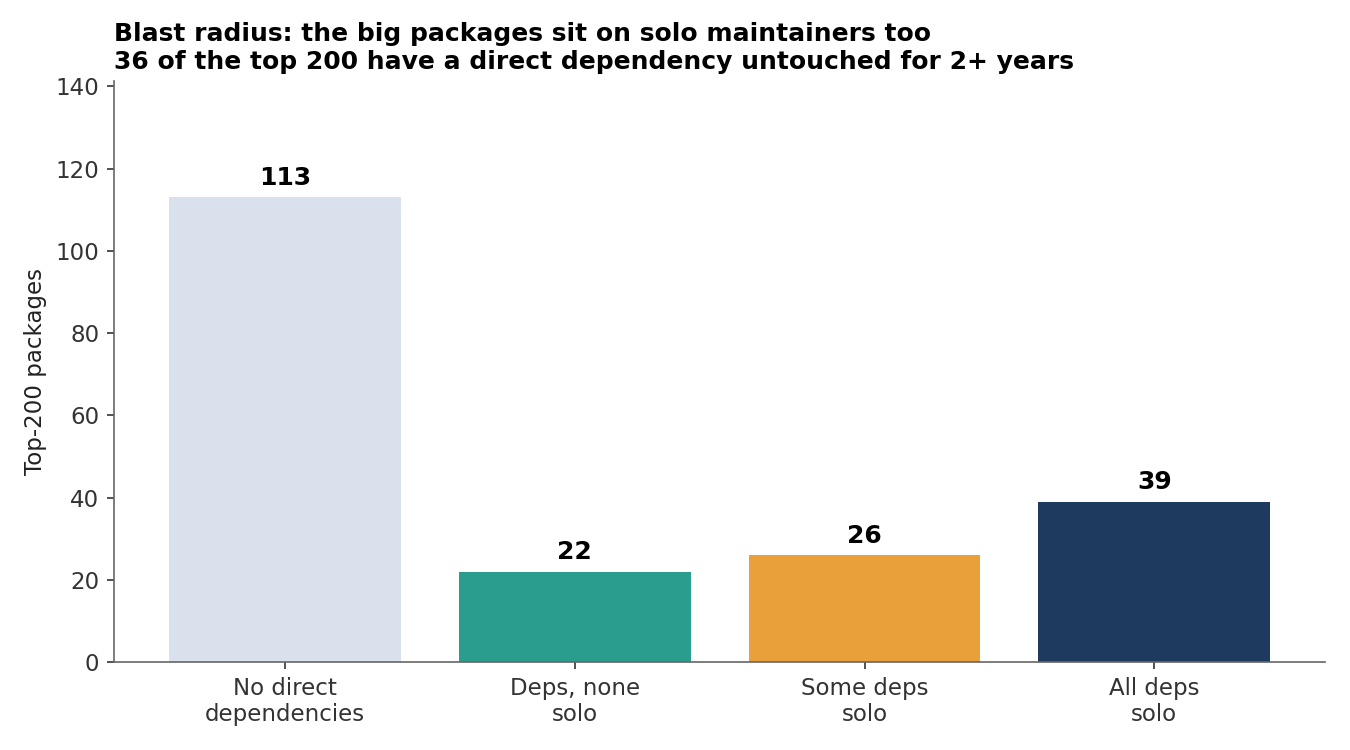 Blast radius: the big packages sit on solo maintainers too
36 of the top 200 have a direct dependency untouched for 2+ years
Top-200 packages
140
120
100
80
60
40
20
0
113
22
26
39
No direct
dependencies
Deps, none
solo
Some deps
solo
All deps
solo